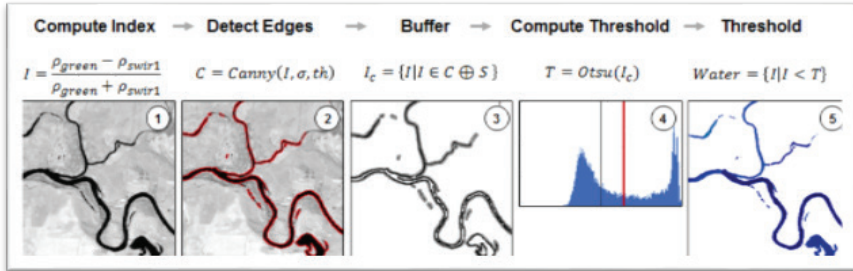 Compute Index → Detect Edges → Buffer → Compute Threshold → Threshold
I = (ρgreen − ρswir1) / (ρgreen + ρswir1)
C = Canny(I, σ, th)
Ic = {I|I ∈ C ⊕ S}
T = Otsu(Ic)
Water = {I|I < T}
1 2 3 4 5